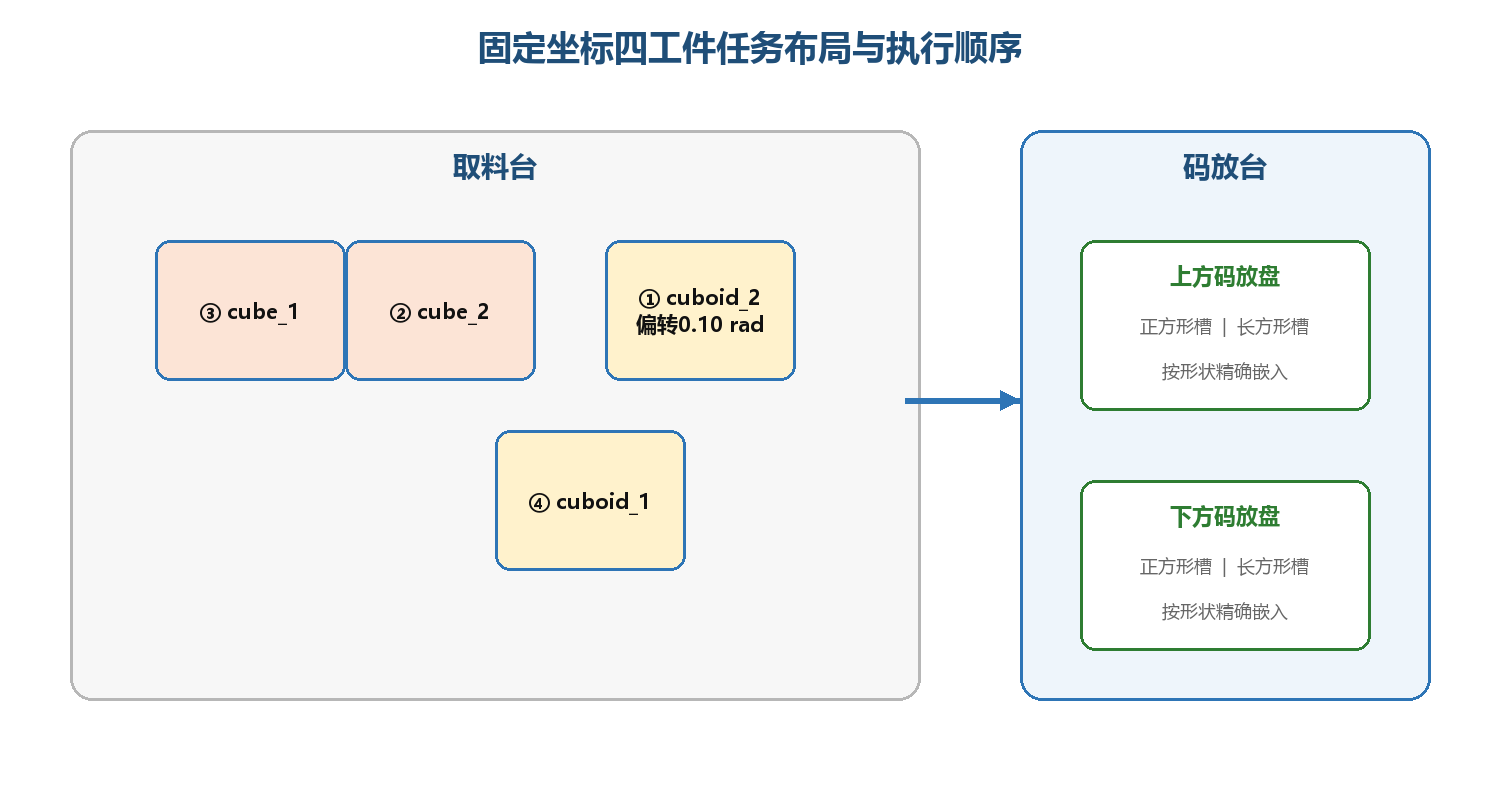 固定坐标四工件任务布局与执行顺序
取料台
③ cube_1
② cube_2
① cuboid_2
偏转0.10 rad
④ cuboid_1
码放台
上方码放盘
正方形槽 | 长方形槽
按形状精确嵌入
下方码放盘
正方形槽 | 长方形槽
按形状精确嵌入